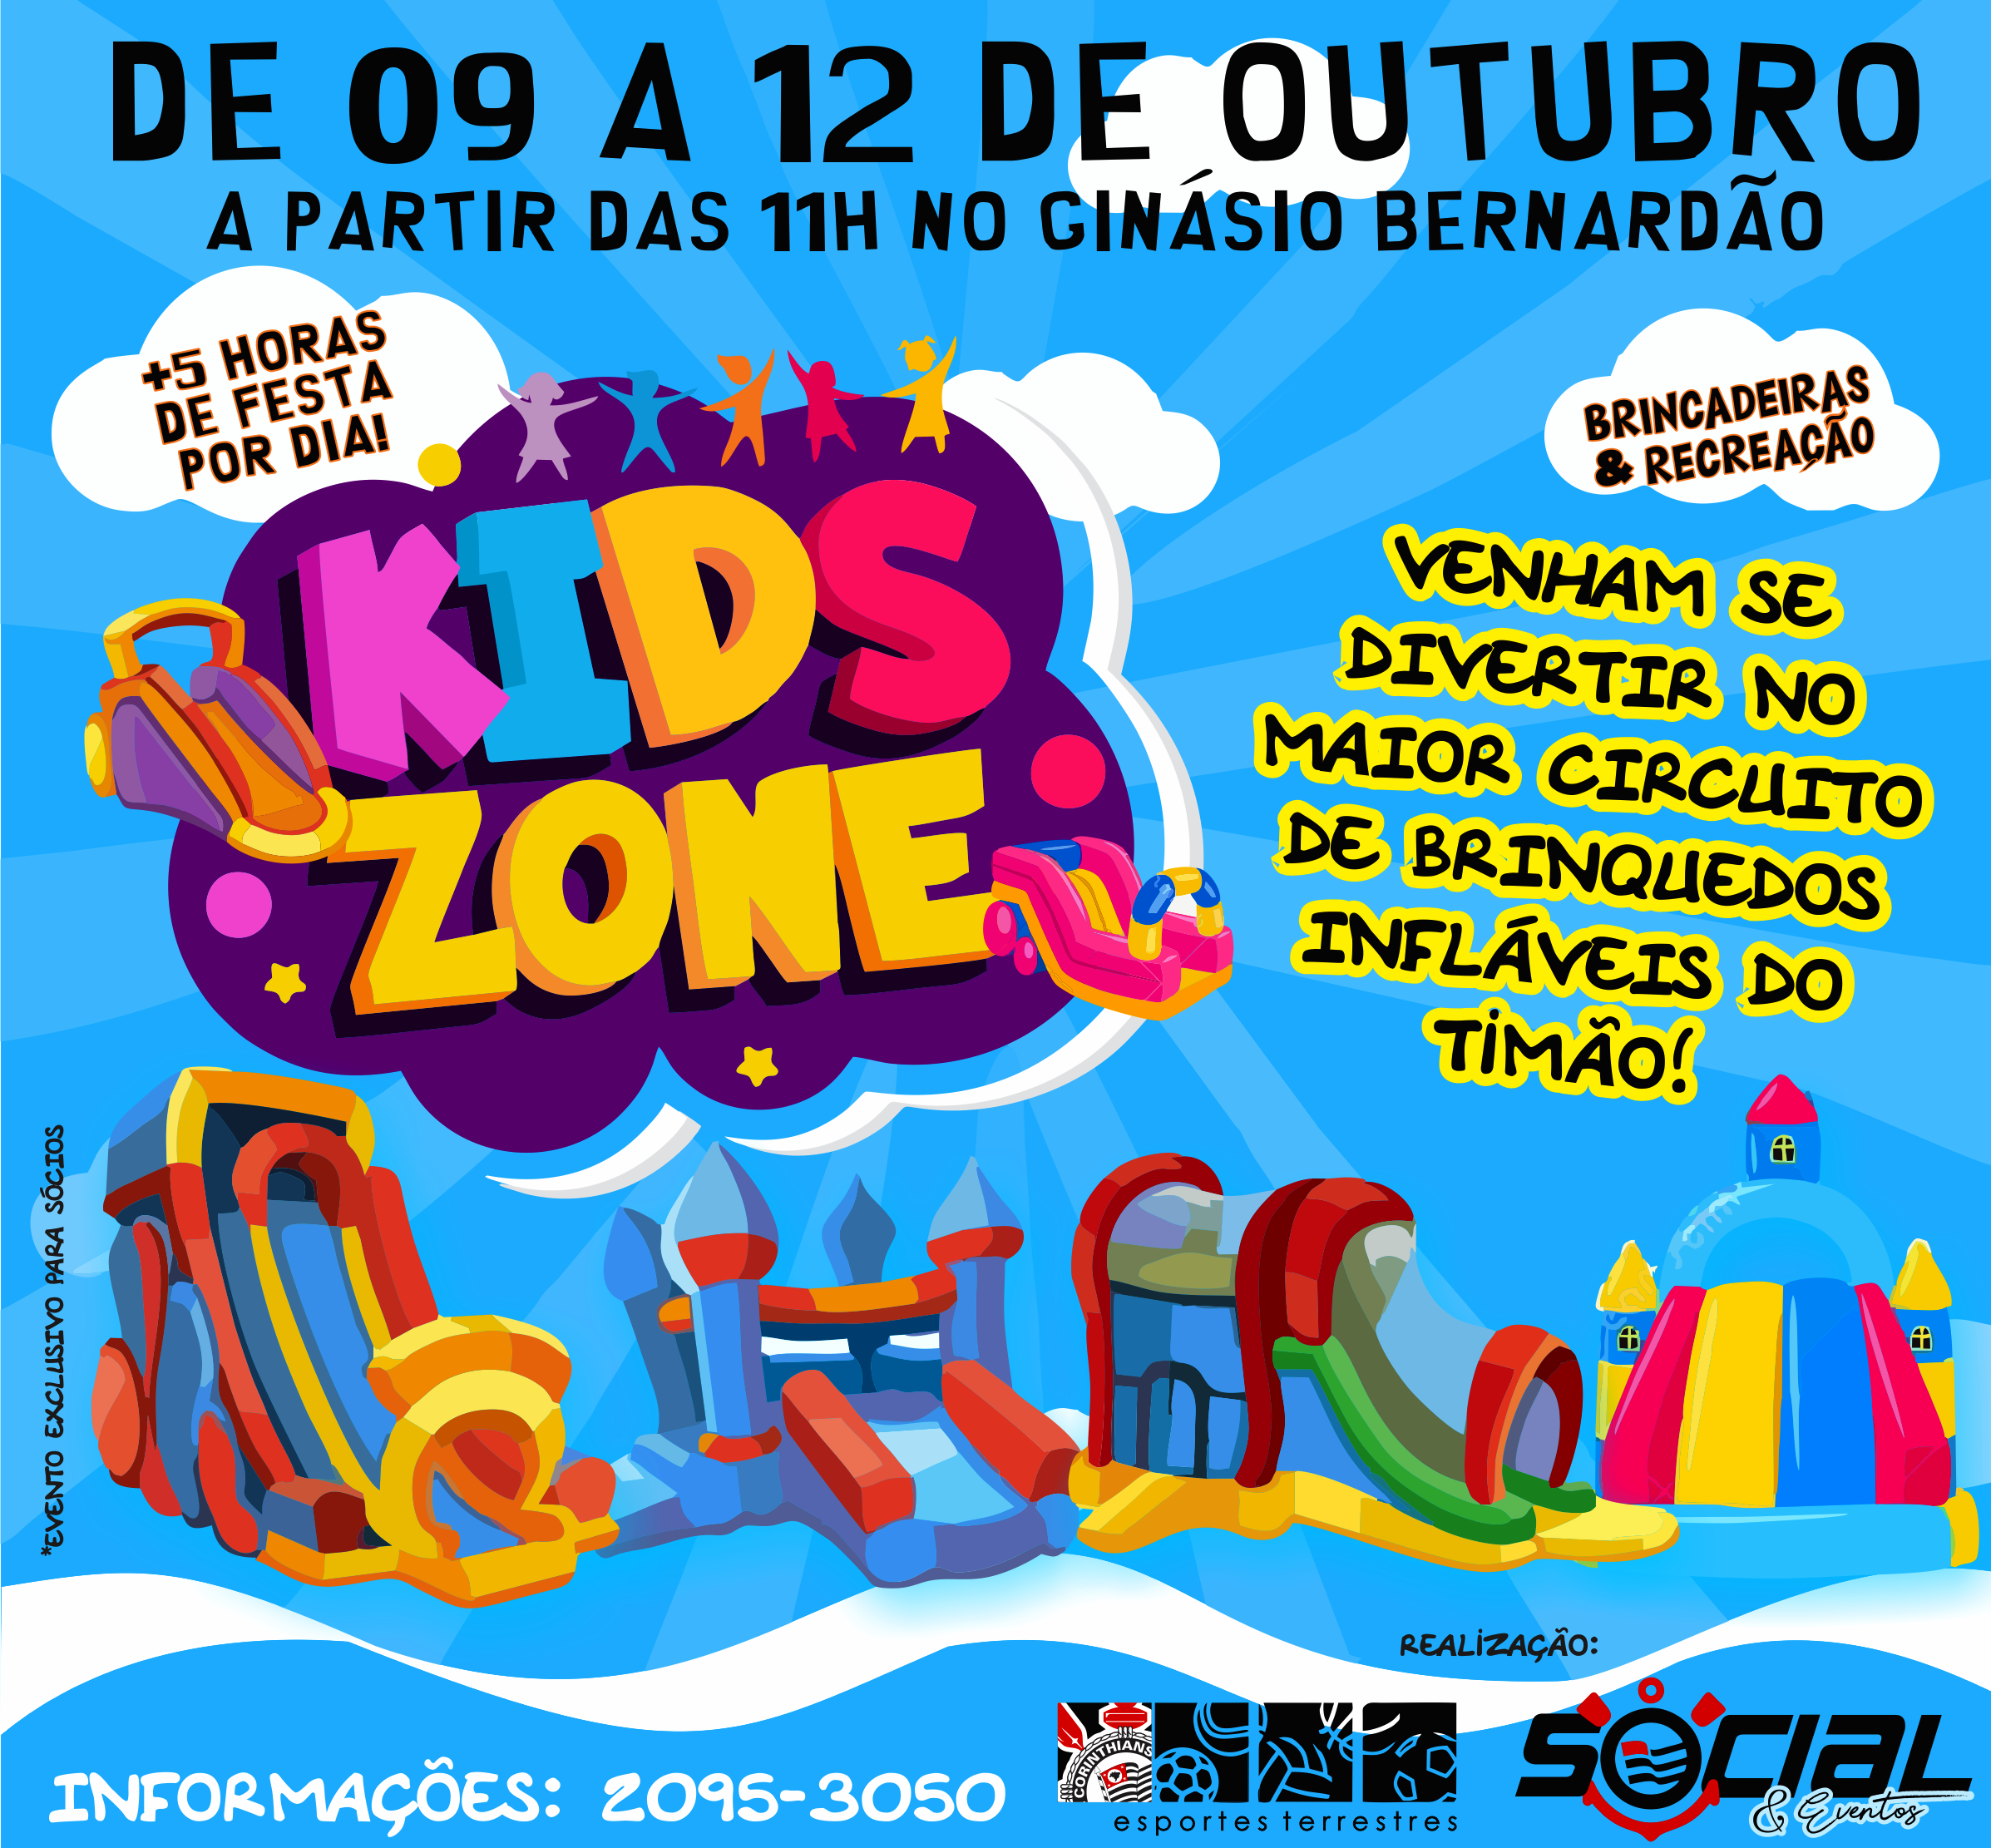 DE 09 A 12 DE OUTUBRO
A PARTIR DAS 11H NO GINÁSIO BERNARDÃO
+5 HORAS
DE FESTA
POR DIA!
BRINCADEIRAS
& RECREAÇÃO
KIDS
ZONE
VENHAM SE
DIVERTIR NO
MAIOR CIRCUITO
DE BRINQUEDOS
INFLÁVEIS DO
TIMÃO!
*EVENTO EXCLUSIVO PARA SÓCIOS
REALIZAÇÃO:
INFORMAÇÕES: 2095-3050
CORINTHIANS
esportes terrestres
SOCIAL
& Eventos